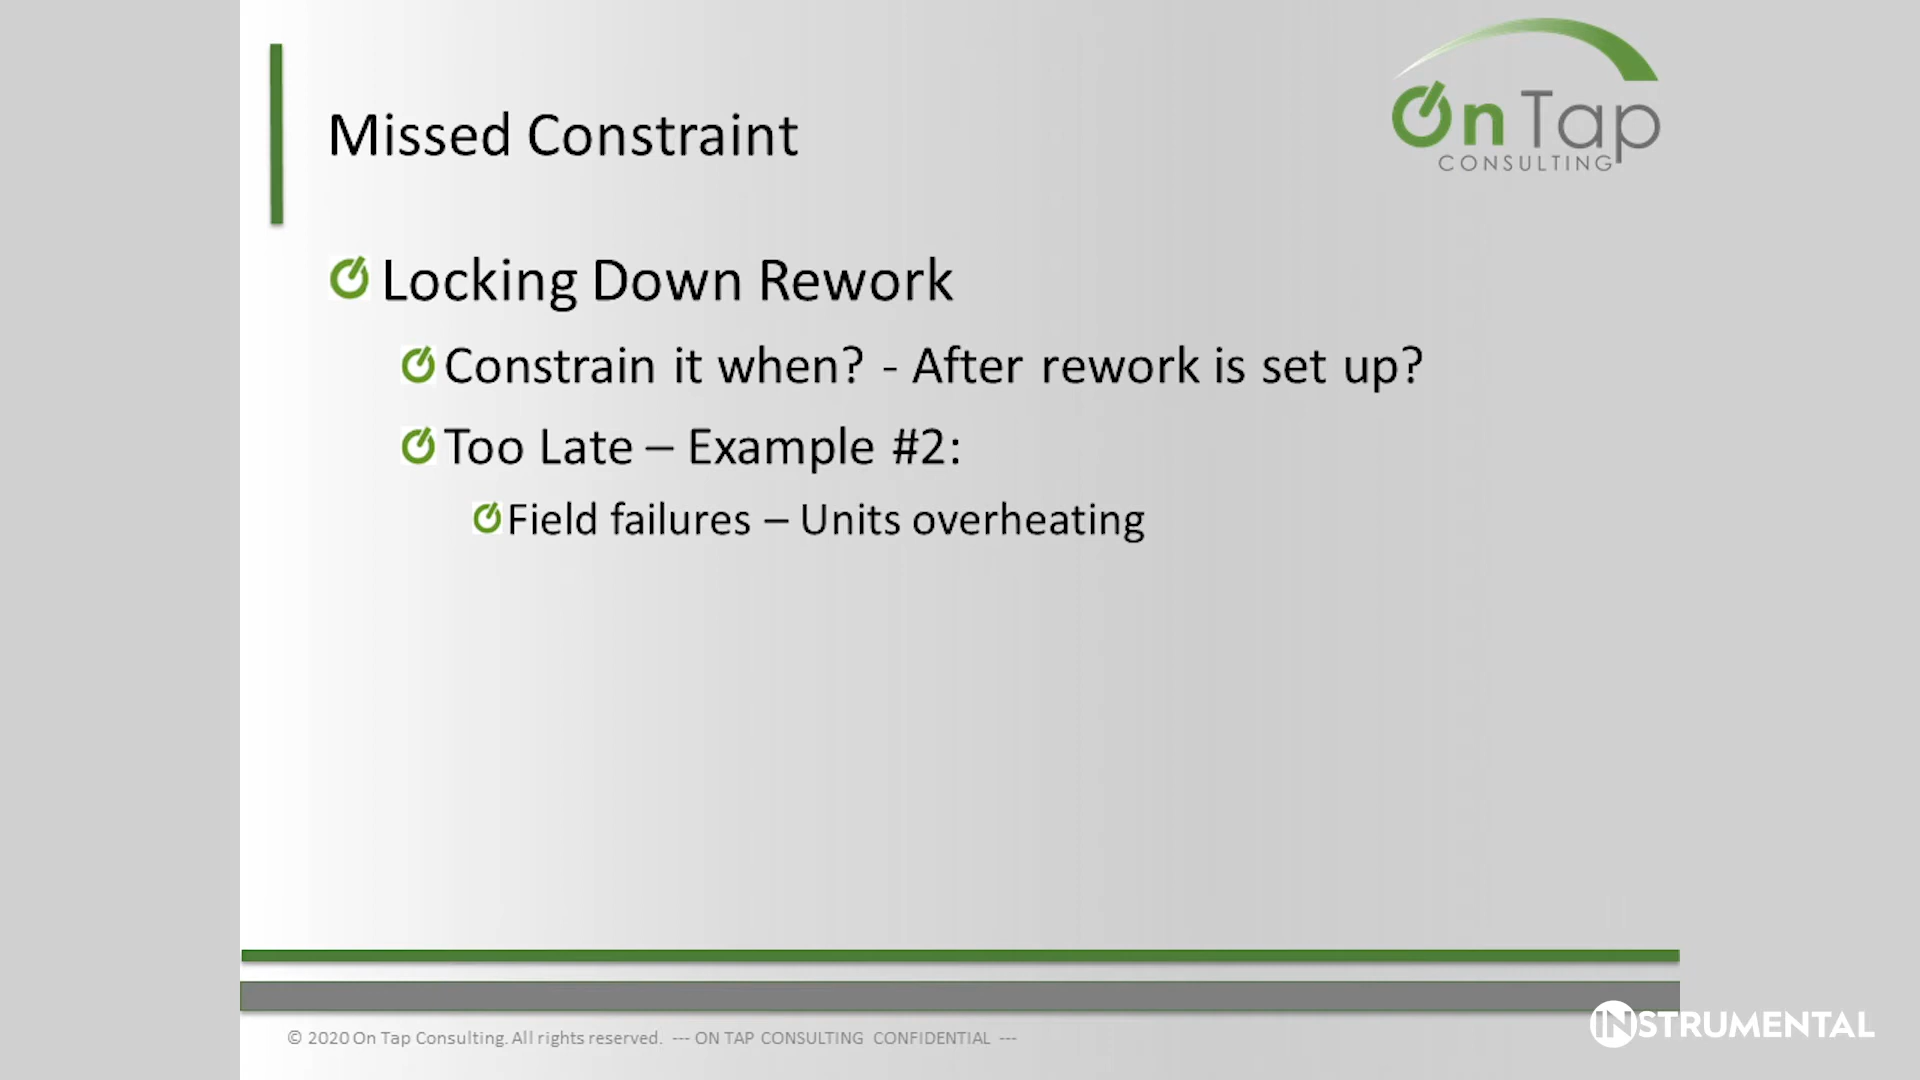 On Tap
CONSULTING
Missed Constraint
Locking Down Rework
Constrain it when? - After rework is set up?
Too Late – Example #2:
Field failures – Units overheating
© 2020 On Tap Consulting. All rights reserved. --- ON TAP CONSULTING CONFIDENTIAL ---
INSTRUMENTAL